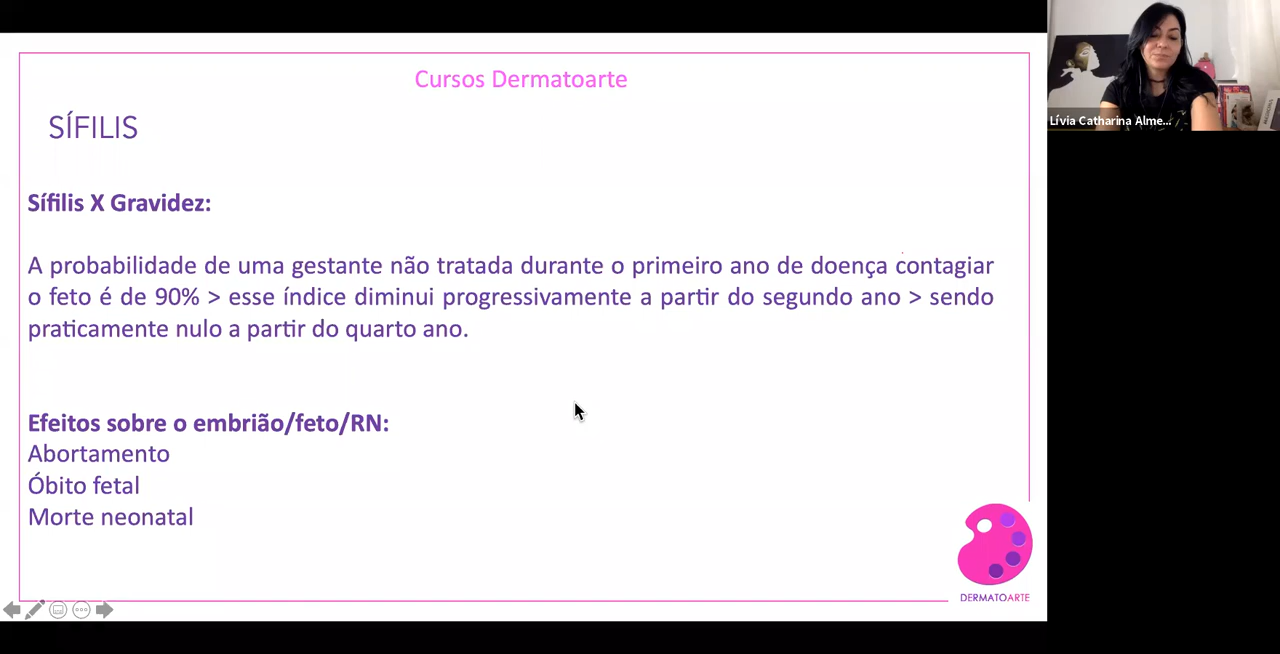 Cursos Dermatoarte
SÍFILIS
Sífilis X Gravidez:
A probabilidade de uma gestante não tratada durante o primeiro ano de doença contagiar
o feto é de 90% > esse índice diminui progressivamente a partir do segundo ano > sendo
praticamente nulo a partir do quarto ano.
Efeitos sobre o embrião/feto/RN:
Abortamento
Óbito fetal
Morte neonatal
DERMATOARTE
Lívia Catharina Alme...